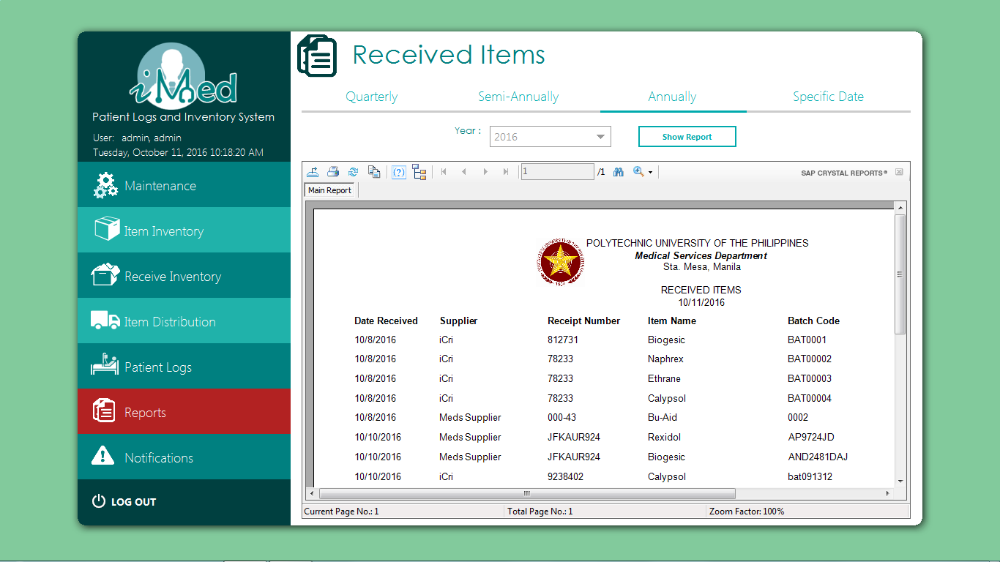 iMed
Patient Logs and Inventory System
User: admin, admin
Tuesday, October 11, 2016 10:18:20 AM
Maintenance
Item Inventory
Receive Inventory
Item Distribution
Patient Logs
Reports
Notifications
LOG OUT
Received Items
Quarterly Semi-Annually Annually Specific Date
Year : 2016 Show Report
1 /1 SAP CRYSTAL REPORTS®
Main Report
POLYTECHNIC UNIVERSITY OF THE PHILIPPINES
Medical Services Department
Sta. Mesa, Manila
RECEIVED ITEMS
10/11/2016
Date Received Supplier Receipt Number Item Name Batch Code
10/8/2016 iCri 812731 Biogesic BAT0001
10/8/2016 iCri 78233 Naphrex BAT00002
10/8/2016 iCri 78233 Ethrane BAT00003
10/8/2016 iCri 78233 Calypsol BAT00004
10/8/2016 Meds Supplier 000-43 Bu-Aid 0002
10/10/2016 Meds Supplier JFKAUR924 Rexidol AP9724JD
10/10/2016 Meds Supplier JFKAUR924 Biogesic AND2481DAJ
10/10/2016 iCri 9238402 Calypsol bat091312
Current Page No.: 1 Total Page No.: 1 Zoom Factor: 100%